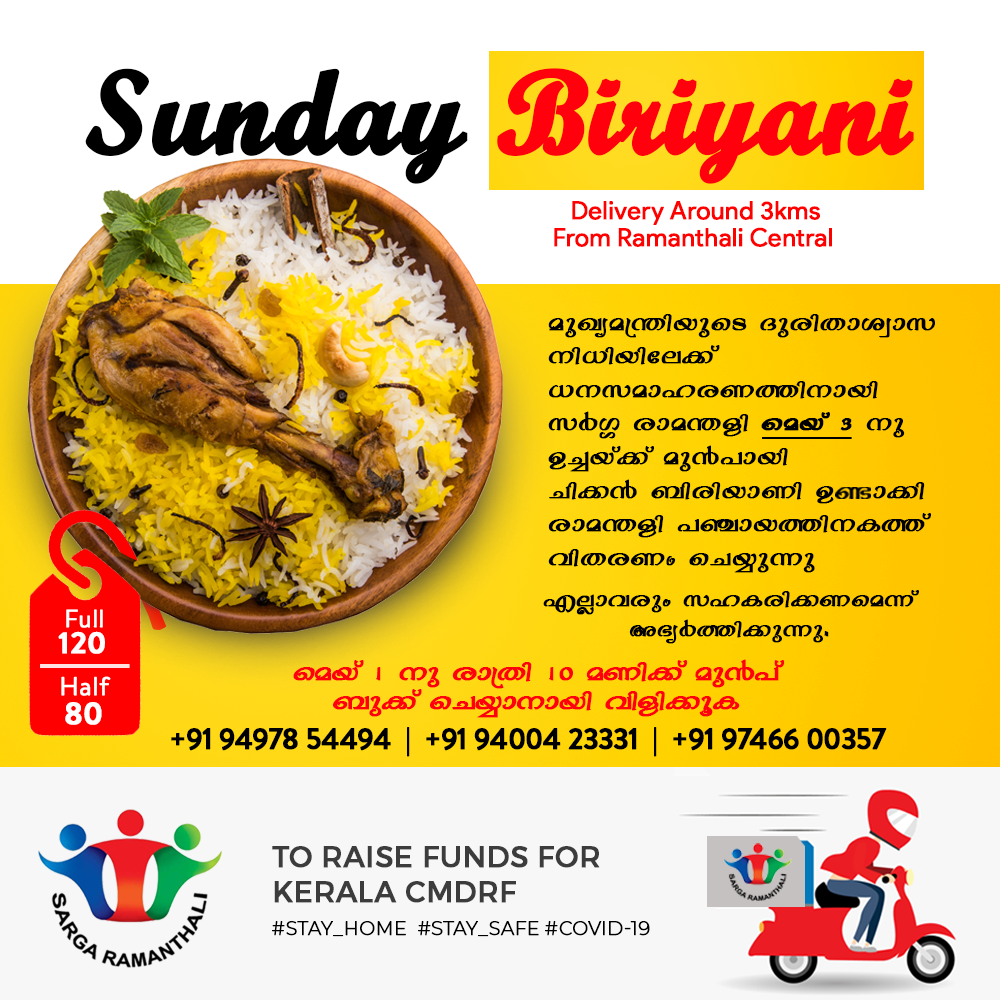 Sunday Biriyani
Delivery Around 3kms
From Ramanthali Central
മുഖ്യമന്ത്രിയുടെ ദുരിതാശ്വാസ
നിധിയിലേക്ക്
ധനസമാഹരണത്തിനായി
സർഗ്ഗ രാമന്തളി മെയ് 3 നു
ഉച്ചയ്ക്ക് മുൻപായി
ചിക്കൻ ബിരിയാണി ഉണ്ടാക്കി
രാമന്തളി പഞ്ചായത്തിനകത്ത്
വിതരണം ചെയ്യുന്നു
എല്ലാവരും സഹകരിക്കണമെന്ന്
അഭ്യർത്തിക്കുന്നു.
Full
120
Half
80
മെയ് 1 നു രാത്രി 10 മണിക്ക് മുൻപ്
ബുക്ക് ചെയ്യാനായി വിളിക്കൂക
+91 94978 54494 | +91 94004 23331 | +91 97466 00357
SARGA RAMANTHALI
TO RAISE FUNDS FOR
KERALA CMDRF
#STAY_HOME #STAY_SAFE #COVID-19
SARGA RAMANTHALI